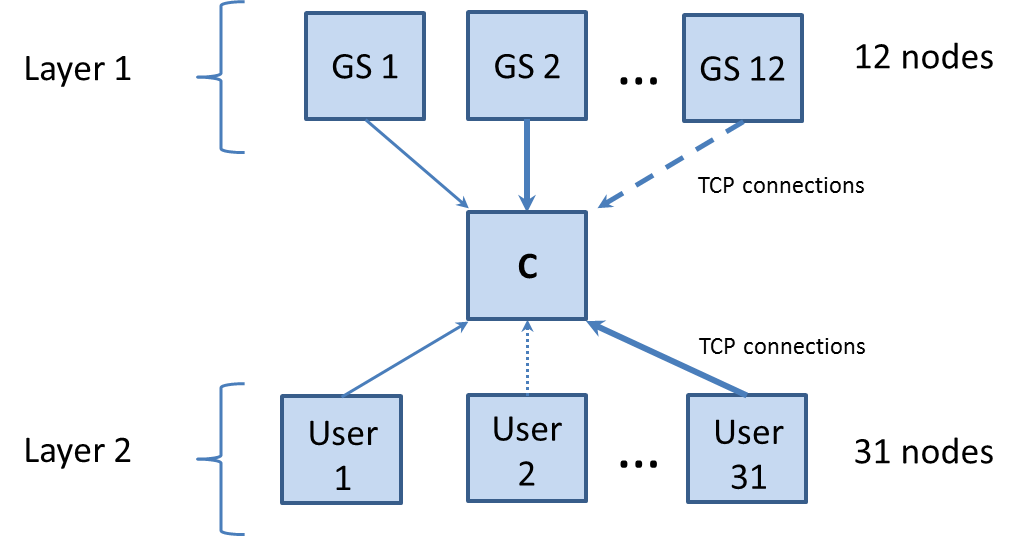 Layer 1
GS 1
GS 2
...
GS 12
12 nodes
TCP connections
C
TCP connections
Layer 2
User
1
User
2
...
User
31
31 nodes